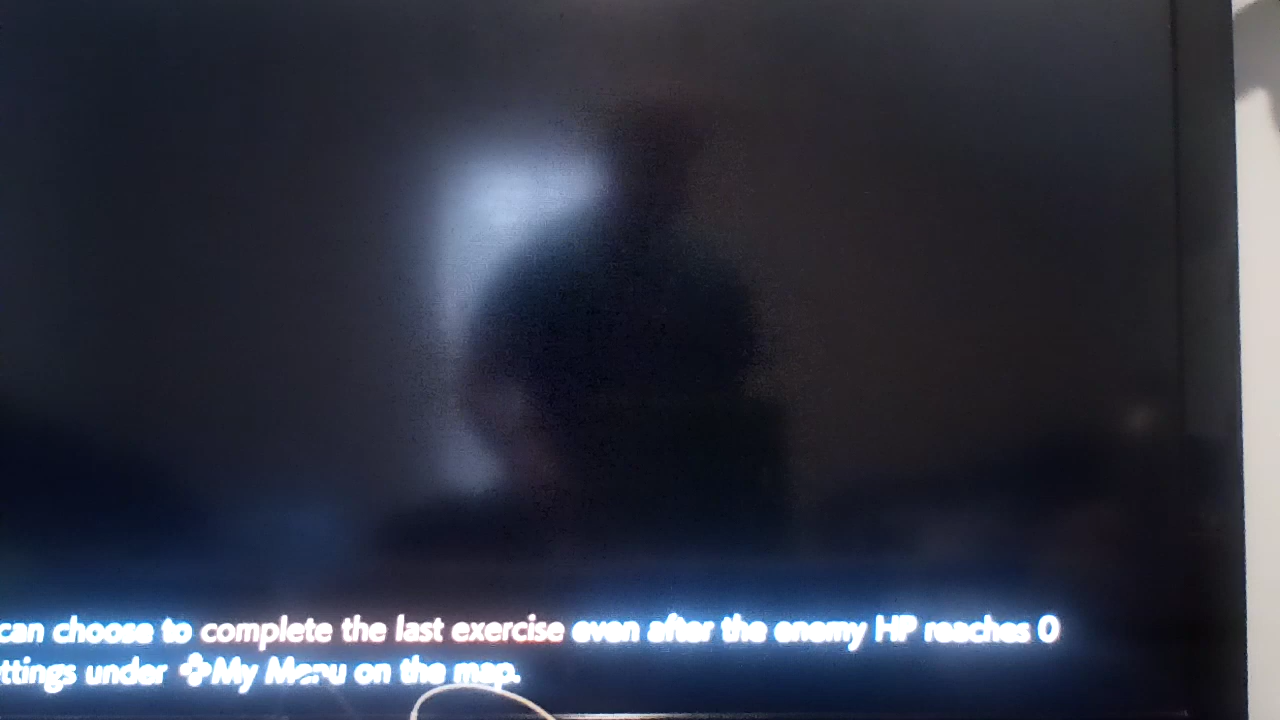 can choose to complete the last exercise even after the enemy HP reaches 0
ttings under My Menu on the map.